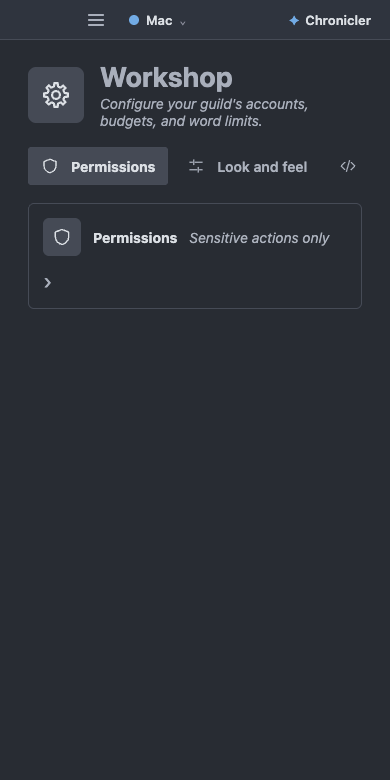 Mac
Chronicler
Workshop
Configure your guild's accounts,
budgets, and word limits.
Permissions
Look and feel
Permissions Sensitive actions only